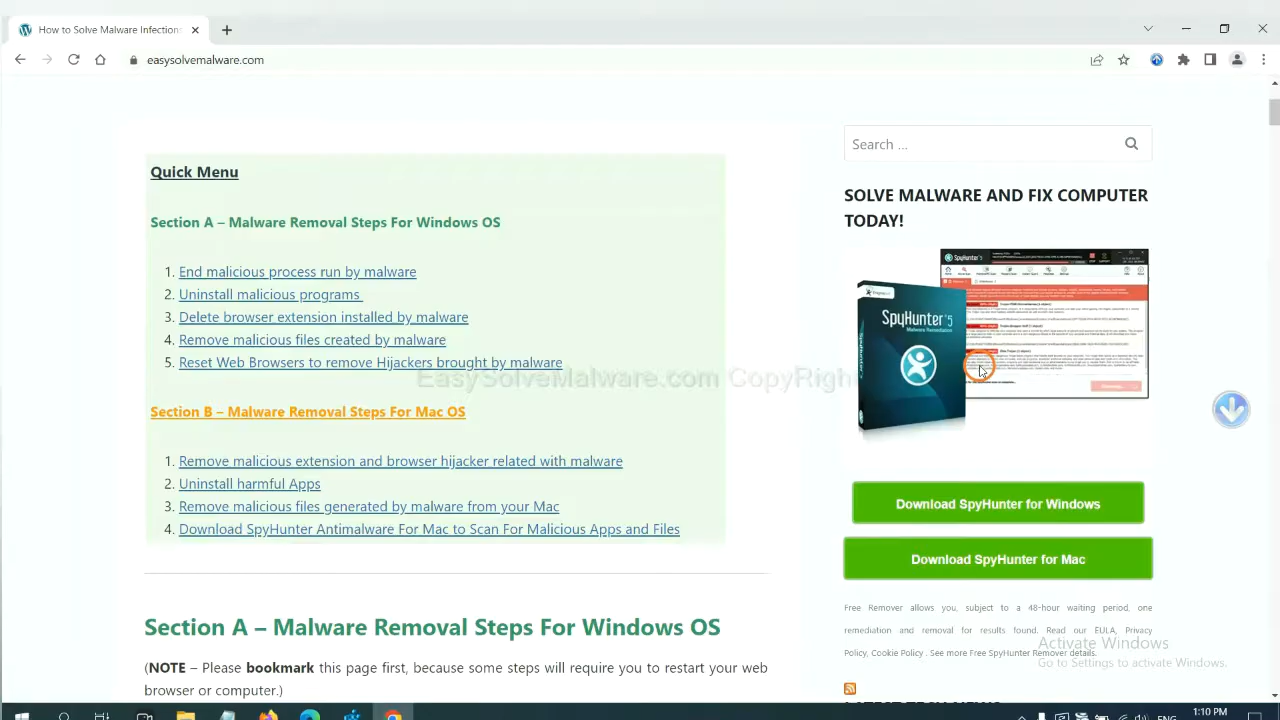 How to Solve Malware Infection
easysolvemalware.com
Quick Menu
Section A – Malware Removal Steps For Windows OS
1. End malicious process run by malware
2. Uninstall malicious programs
3. Delete browser extension installed by malware
4. Remove malicious files created by malware
5. Reset Web Browser to remove Hijackers brought by malware
Section B – Malware Removal Steps For Mac OS
1. Remove malicious extension and browser hijacker related with malware
2. Uninstall harmful Apps
3. Remove malicious files generated by malware from your Mac
4. Download SpyHunter Antimalware For Mac to Scan For Malicious Apps and Files
Section A – Malware Removal Steps For Windows OS
(NOTE – Please bookmark this page first, because some steps will require you to restart your web
browser or computer.)
Search ...
SOLVE MALWARE AND FIX COMPUTER
TODAY!
SpyHunter 5
SpyHunter 5
Malware Remediation
Download SpyHunter for Windows
Download SpyHunter for Mac
Free Remover allows you, subject to a 48-hour waiting period, one
remediation and removal for results found. Read our EULA, Privacy
Policy, Cookie Policy . See more Free SpyHunter Remover details.
Activate Windows
Go to Settings to activate Windows.
LATEST TECH NEWS
ENG
1:10 PM